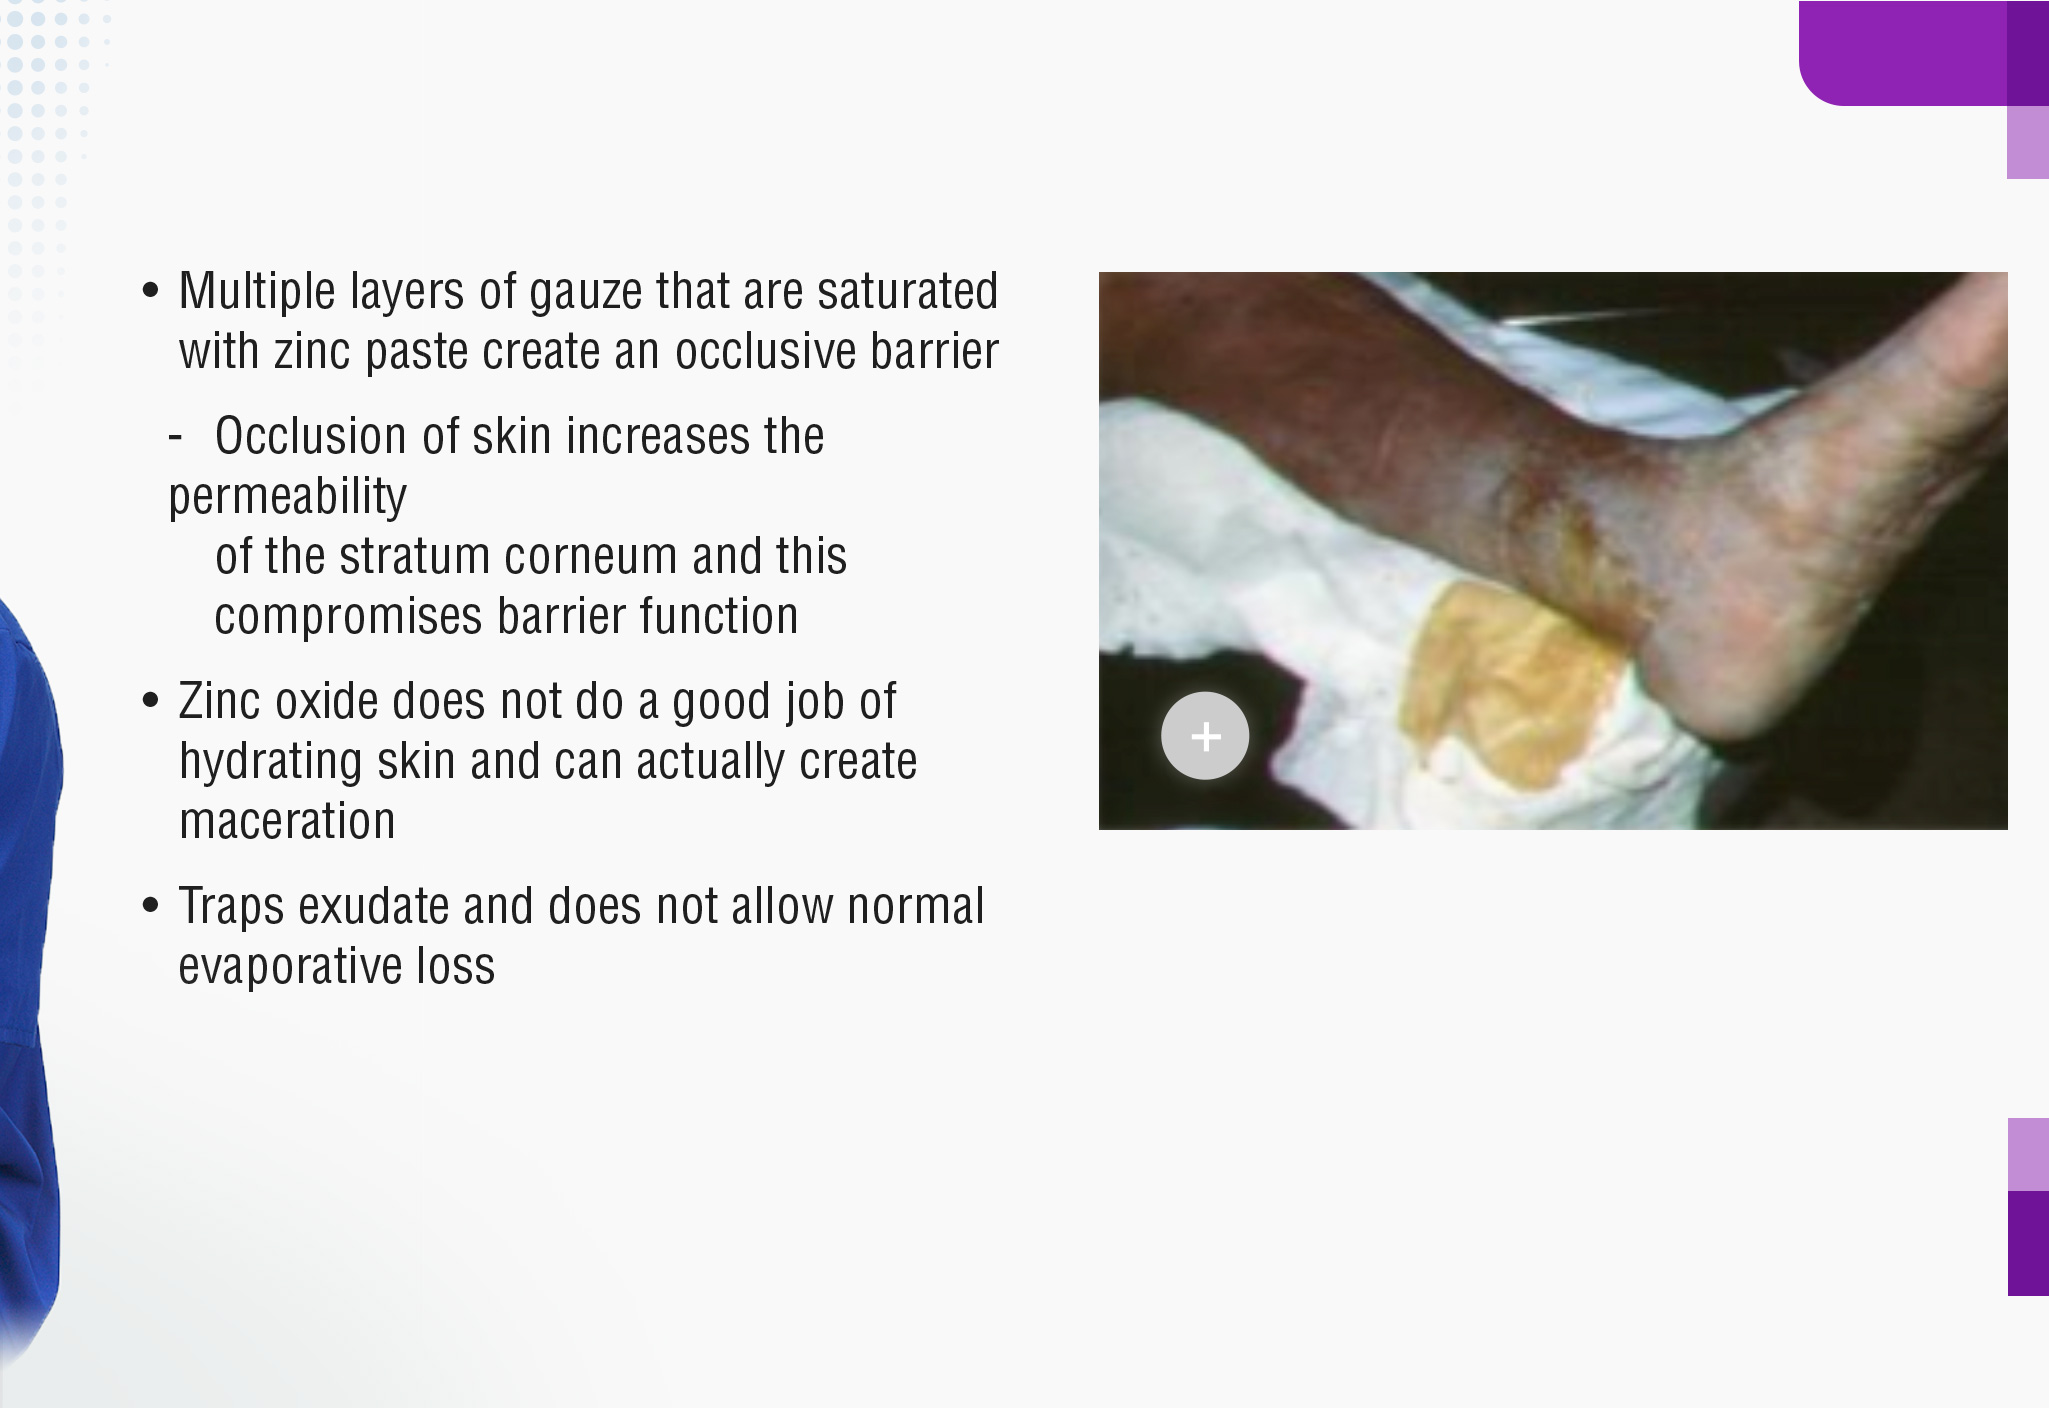 • Multiple layers of gauze that are saturated
with zinc paste create an occlusive barrier
- Occlusion of skin increases the
permeability
of the stratum corneum and this
compromises barrier function
• Zinc oxide does not do a good job of
hydrating skin and can actually create
maceration
• Traps exudate and does not allow normal
evaporative loss